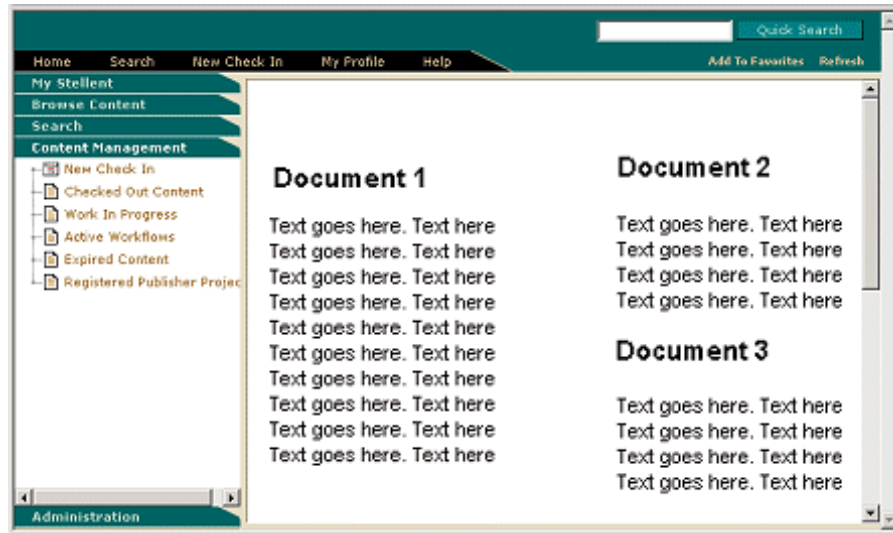 Quick Search
Home Search New Check In My Profile Help Add To Favorites Refresh
My Stellent
Browse Content
Search
Content Management
New Check In
Checked Out Content
Work In Progress
Active Workflows
Expired Content
Registered Publisher Projec
Administration
Document 1
Text goes here. Text here
Text goes here. Text here
Text goes here. Text here
Text goes here. Text here
Text goes here. Text here
Text goes here. Text here
Text goes here. Text here
Text goes here. Text here
Text goes here. Text here
Text goes here. Text here
Document 2
Text goes here. Text here
Text goes here. Text here
Text goes here. Text here
Text goes here. Text here
Document 3
Text goes here. Text here
Text goes here. Text here
Text goes here. Text here
Text goes here. Text here